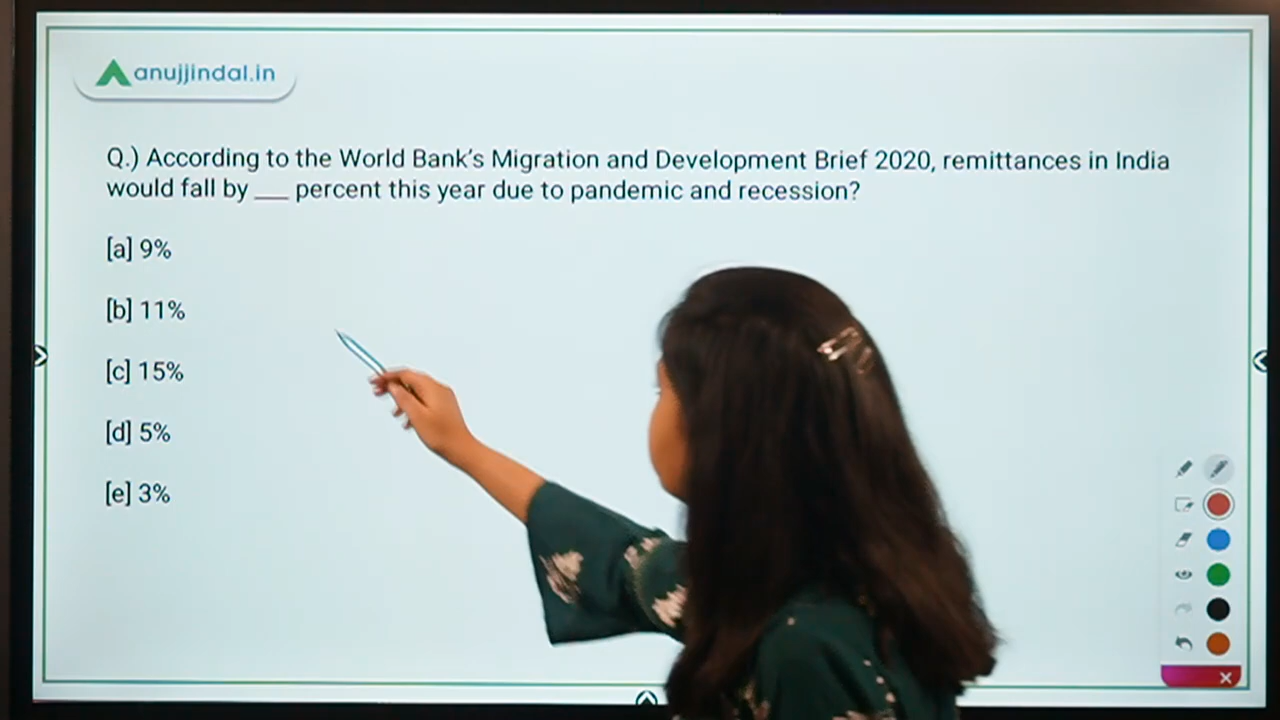 anujjindal.in
Q.) According to the World Bank's Migration and Development Brief 2020, remittances in India
would fall by ___ percent this year due to pandemic and recession?
[a] 9%
[b] 11%
[c] 15%
[d] 5%
[e] 3%